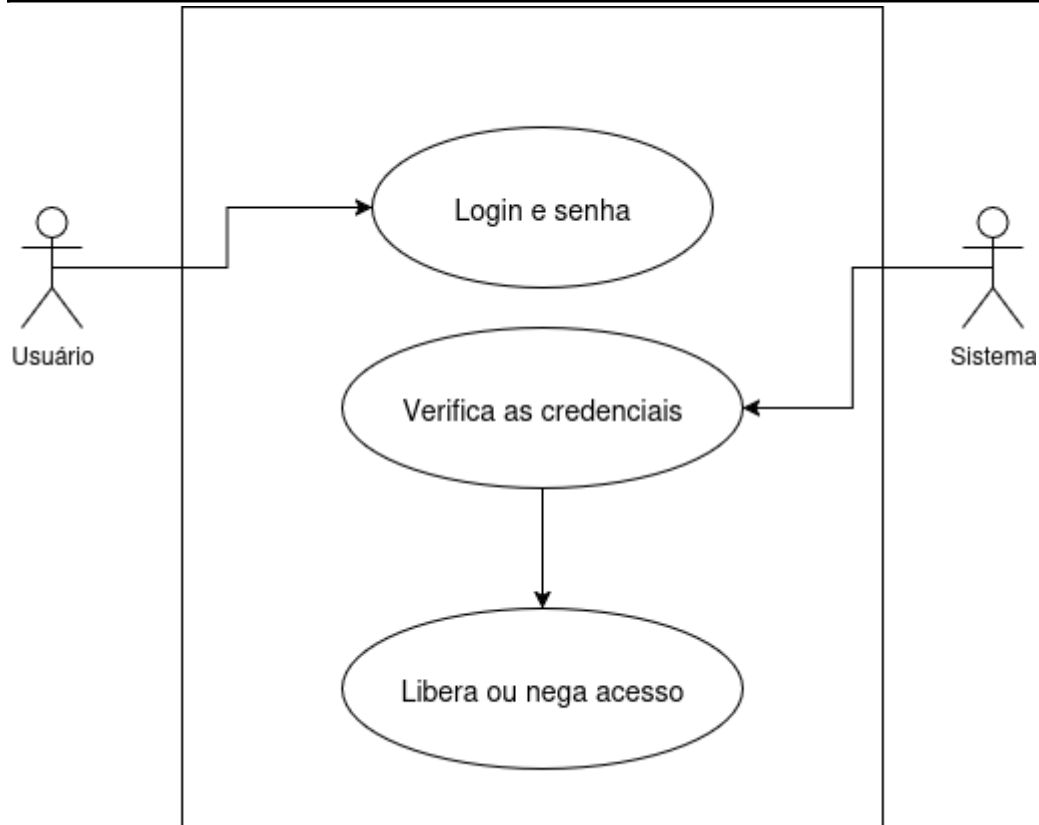 Login e senha
Usuário
Sistema
Verifica as credenciais
Libera ou nega acesso